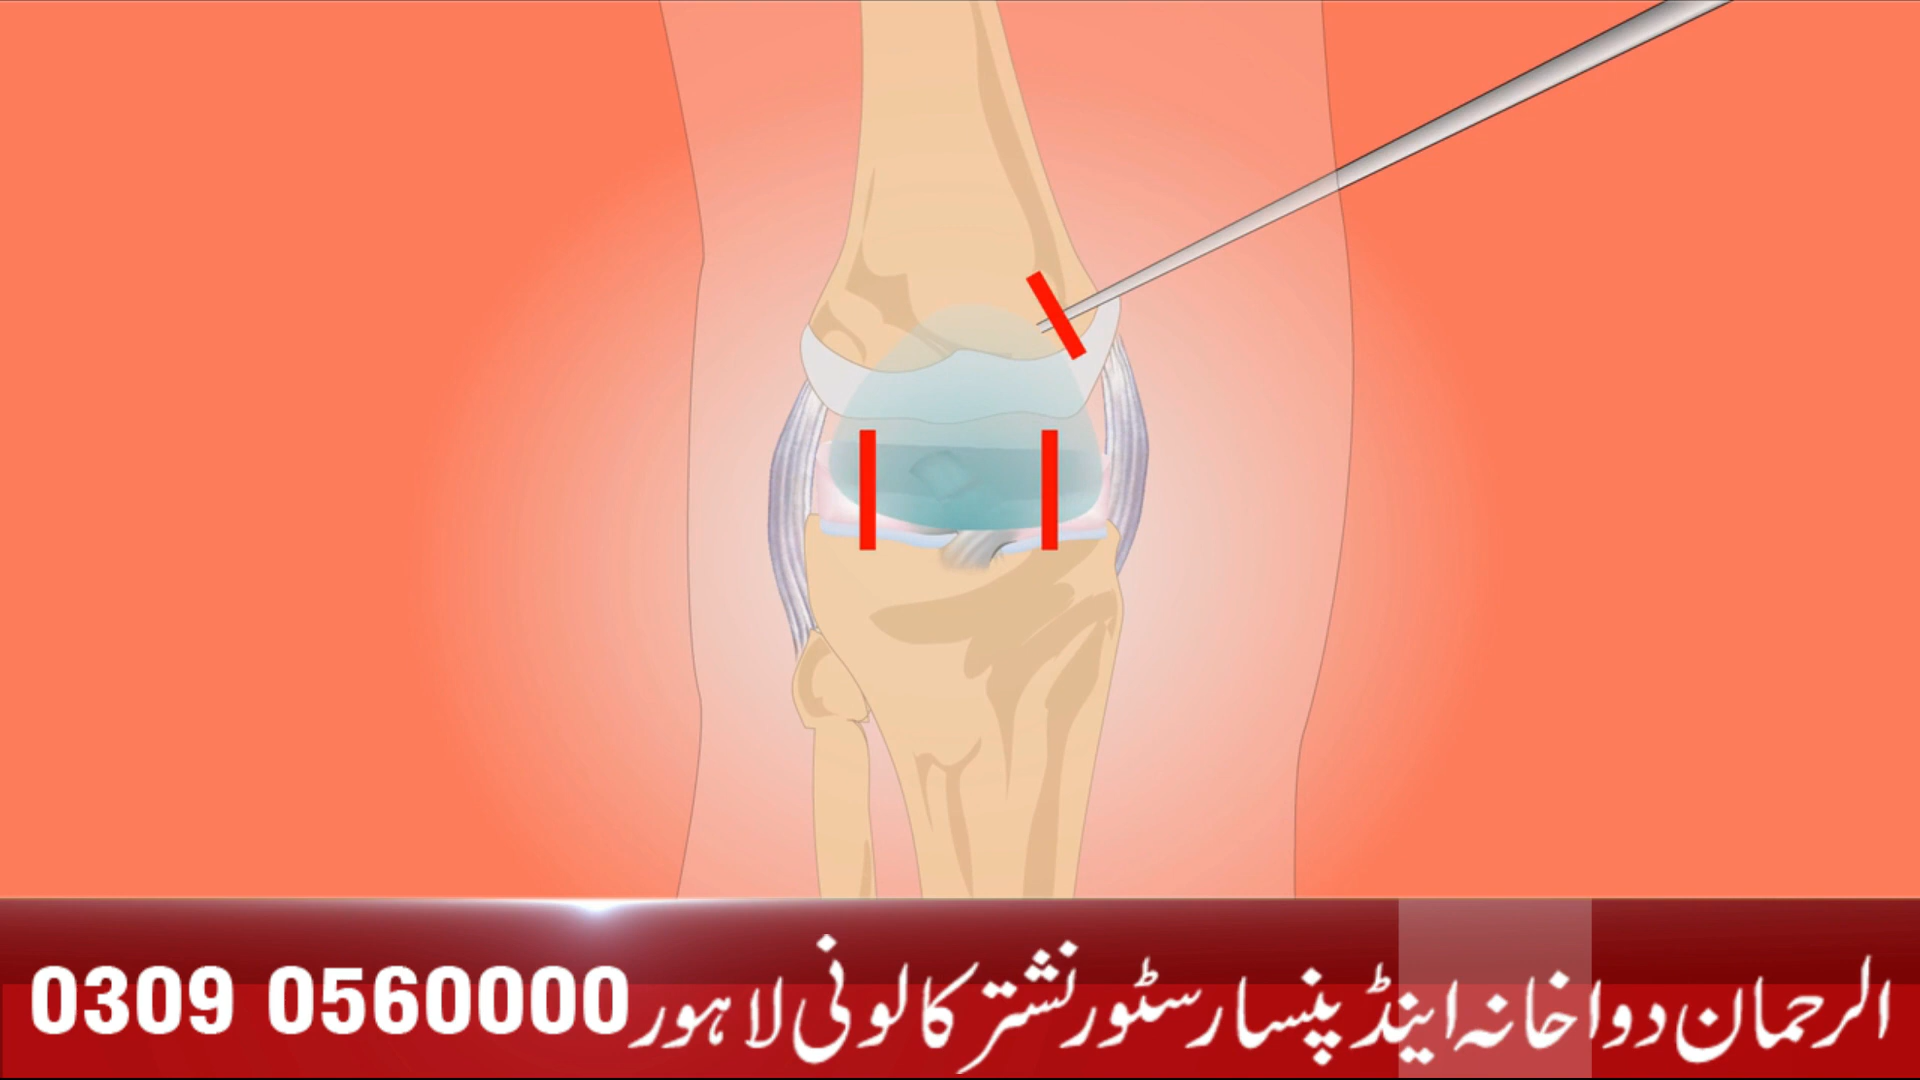 الرحمان دواخانہ اینڈ پنسار سٹور نشتر کالونی لاہور 0309 0560000